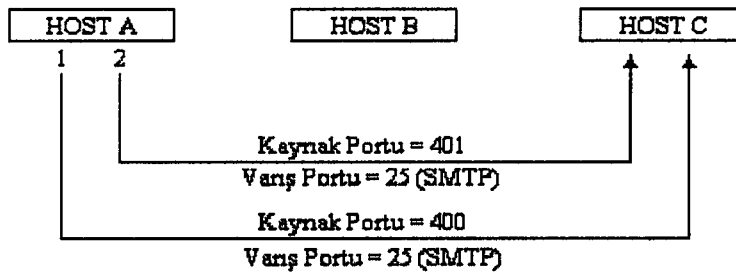 HOST A HOST B HOST C
1 2
Kaynak Portu = 401
Varış Portu = 25 (SMTP)
Kaynak Portu = 400
Varış Portu = 25 (SMTP)